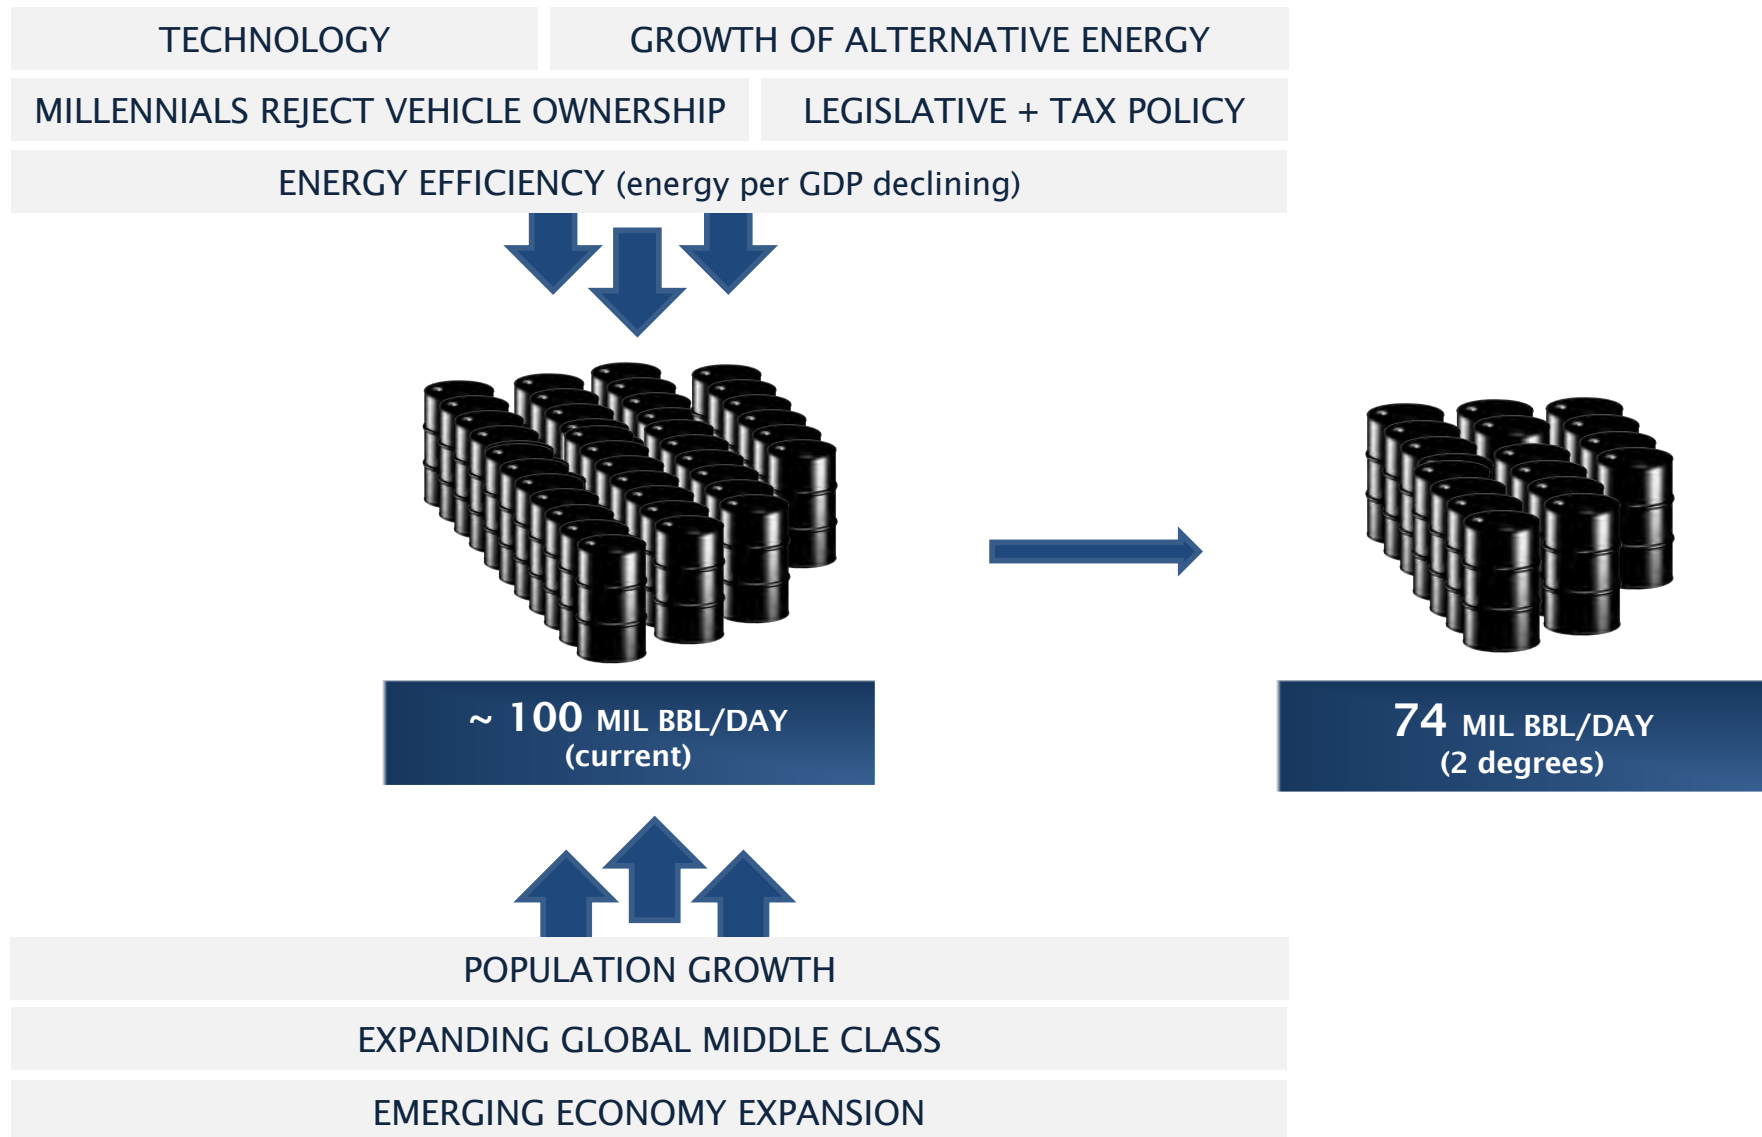 TECHNOLOGY
GROWTH OF ALTERNATIVE ENERGY
MILLENNIALS REJECT VEHICLE OWNERSHIP
LEGISLATIVE + TAX POLICY
ENERGY EFFICIENCY (energy per GDP declining)
~ 100 MIL BBL/DAY
(current)
74 MIL BBL/DAY
(2 degrees)
POPULATION GROWTH
EXPANDING GLOBAL MIDDLE CLASS
EMERGING ECONOMY EXPANSION